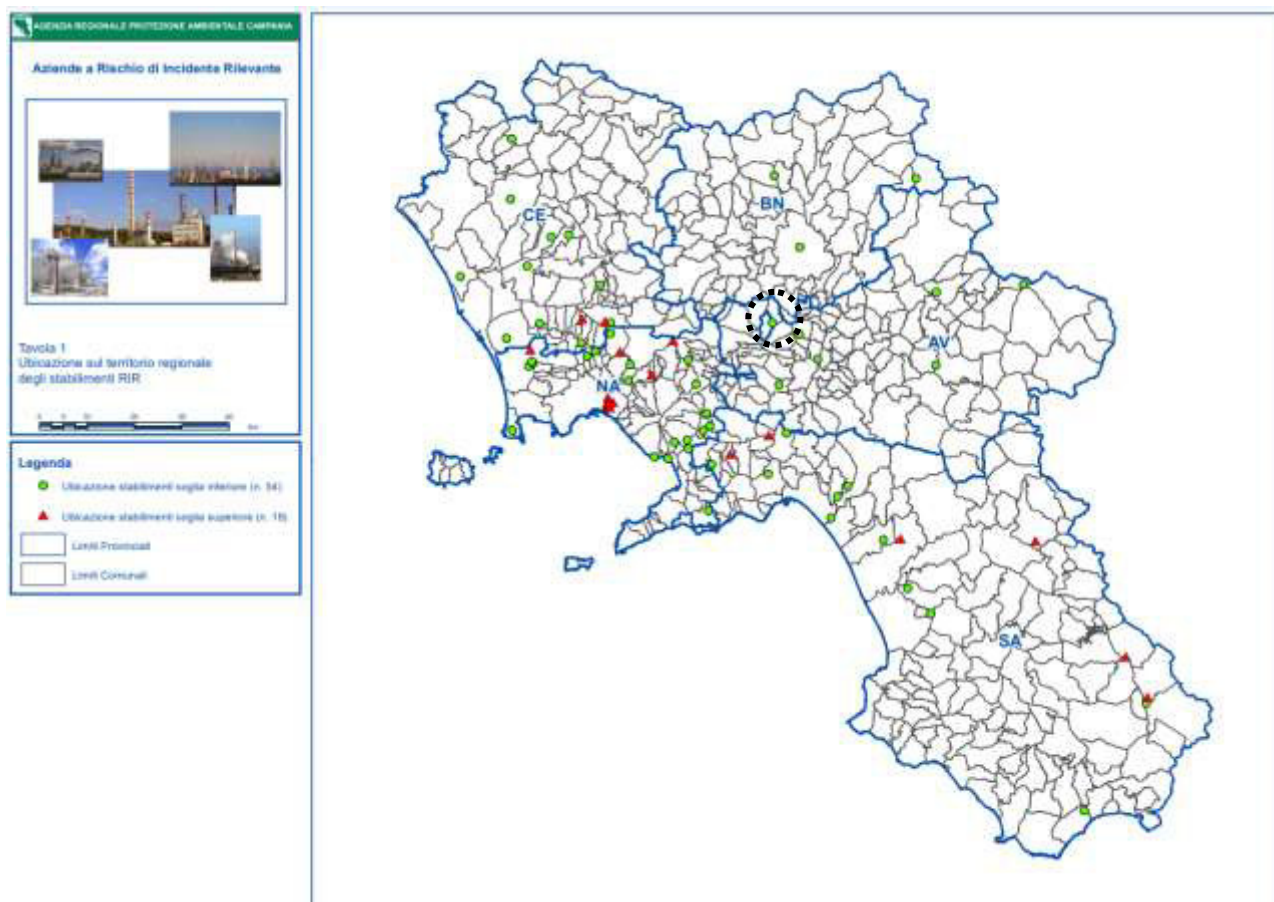 AGENZIA REGIONALE PROTEZIONE AMBIENTALE CAMPANIA
Aziende a Rischio di Incidente Rilevante
Tavola 1
Ubicazione sul territorio regionale
degli stabilimenti RIR
Legenda
Ubicazione stabilimenti soglia inferiore (n. 54)
Ubicazione stabilimenti soglia superiore (n.
Limiti Provinciali
Limiti Comunali
CE
BN
AV
NA
SA